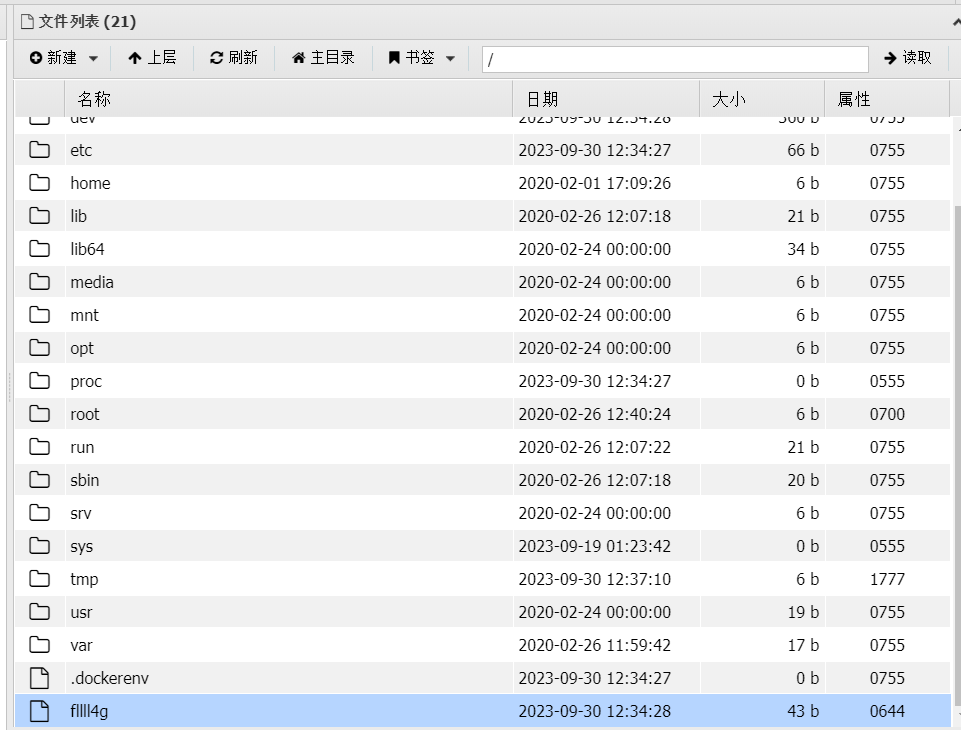 文件列表 (21)
新建 上层 刷新 主目录 书签 / 读取
名称 日期 大小 属性
dev 2023-09-30 12:34:28 360 b 0755
etc 2023-09-30 12:34:27 66 b 0755
home 2020-02-01 17:09:26 6 b 0755
lib 2020-02-26 12:07:18 21 b 0755
lib64 2020-02-24 00:00:00 34 b 0755
media 2020-02-24 00:00:00 6 b 0755
mnt 2020-02-24 00:00:00 6 b 0755
opt 2020-02-24 00:00:00 6 b 0755
proc 2023-09-30 12:34:27 0 b 0555
root 2020-02-26 12:40:24 6 b 0700
run 2020-02-26 12:07:22 21 b 0755
sbin 2020-02-26 12:07:18 20 b 0755
srv 2020-02-24 00:00:00 6 b 0755
sys 2023-09-19 01:23:42 0 b 0555
tmp 2023-09-30 12:37:10 6 b 1777
usr 2020-02-24 00:00:00 19 b 0755
var 2020-02-26 11:59:42 17 b 0755
.dockerenv 2023-09-30 12:34:27 0 b 0755
fllll4g 2023-09-30 12:34:28 43 b 0644